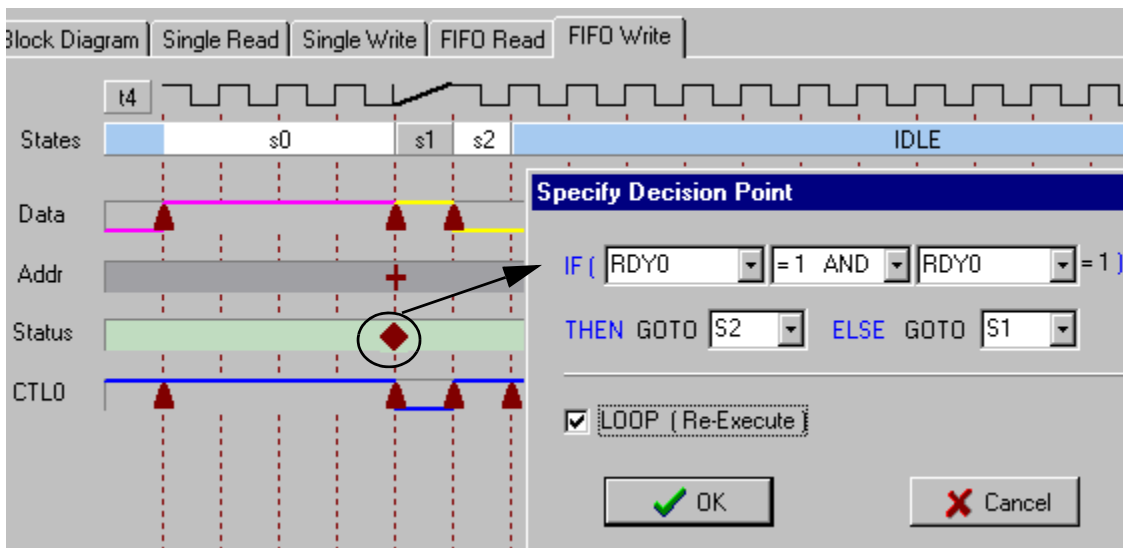 Block Diagram Single Read Single Write FIFO Read FIFO Write
t4
States s0 s1 s2 IDLE
Specify Decision Point
Data
IF ( RDY0 =1 AND RDY0 =1 )
Addr
THEN GOTO S2 ELSE GOTO S1
Status
CTL0
LOOP ( Re-Execute )
OK Cancel